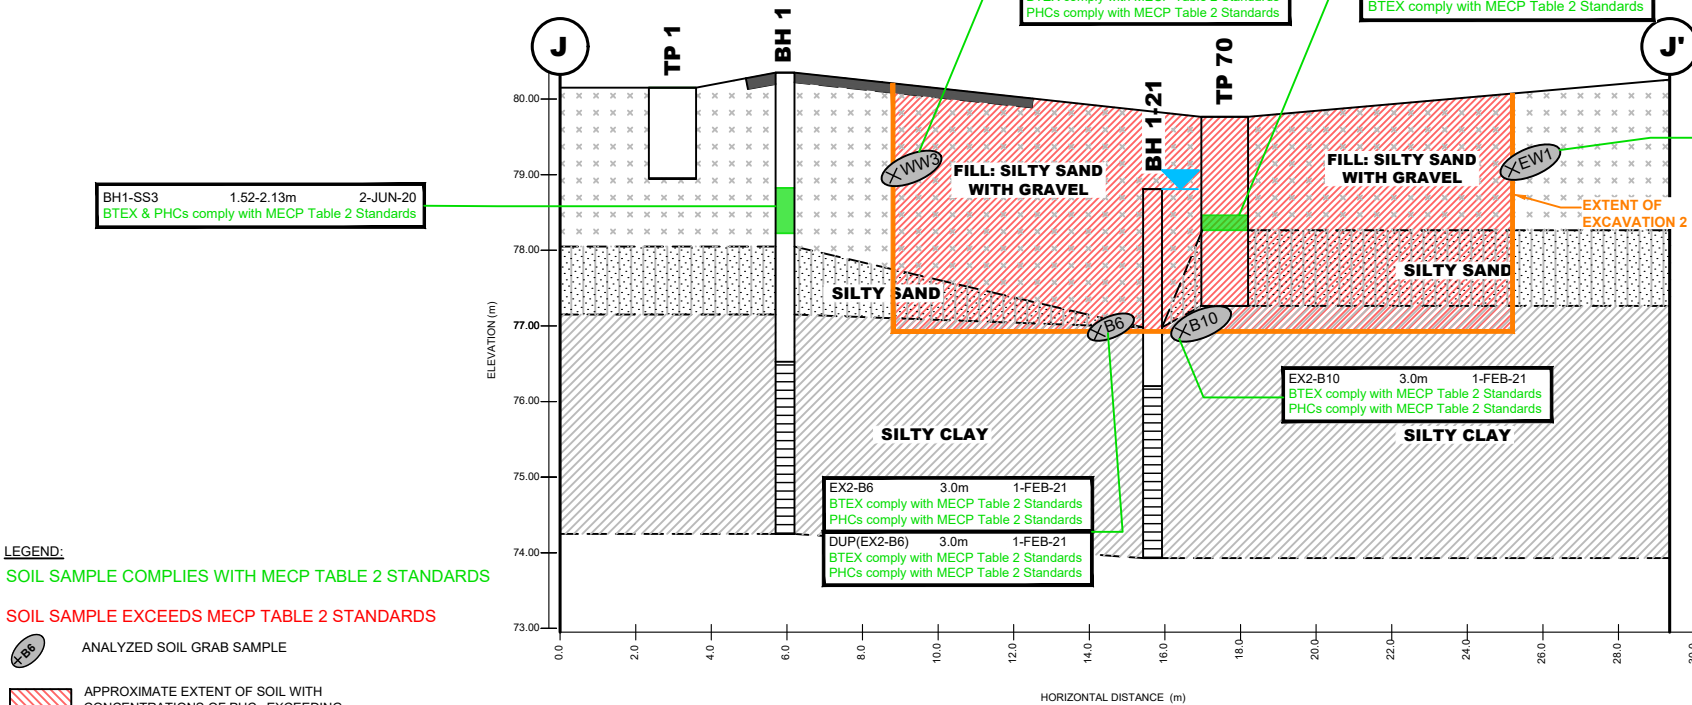 PHCs comply with MECP Table 2 Standards
BTEX comply with MECP Table 2 Standards
J
TP 1
BH 1
BH 1-21
TP 70
J'
80.00
79.00
78.00
77.00
76.00
75.00
74.00
73.00
ELEVATION (m)
WW3
FILL: SILTY SAND
WITH GRAVEL
FILL: SILTY SAND
WITH GRAVEL
EW1
BH1-SS3 1.52-2.13m 2-JUN-20
BTEX & PHCs comply with MECP Table 2 Standards
EXTENT OF
EXCAVATION 2
SILTY SAND
SILTY SAND
B6
B10
EX2-B10 3.0m 1-FEB-21
BTEX comply with MECP Table 2 Standards
PHCs comply with MECP Table 2 Standards
SILTY CLAY
SILTY CLAY
EX2-B6 3.0m 1-FEB-21
BTEX comply with MECP Table 2 Standards
PHCs comply with MECP Table 2 Standards
DUP(EX2-B6) 3.0m 1-FEB-21
BTEX comply with MECP Table 2 Standards
PHCs comply with MECP Table 2 Standards
0.0 2.0 4.0 6.0 8.0 10.0 12.0 14.0 16.0 18.0 20.0 22.0 24.0 26.0 28.0
HORIZONTAL DISTANCE (m)
LEGEND:
SOIL SAMPLE COMPLIES WITH MECP TABLE 2 STANDARDS
SOIL SAMPLE EXCEEDS MECP TABLE 2 STANDARDS
B6
ANALYZED SOIL GRAB SAMPLE
APPROXIMATE EXTENT OF SOIL WITH